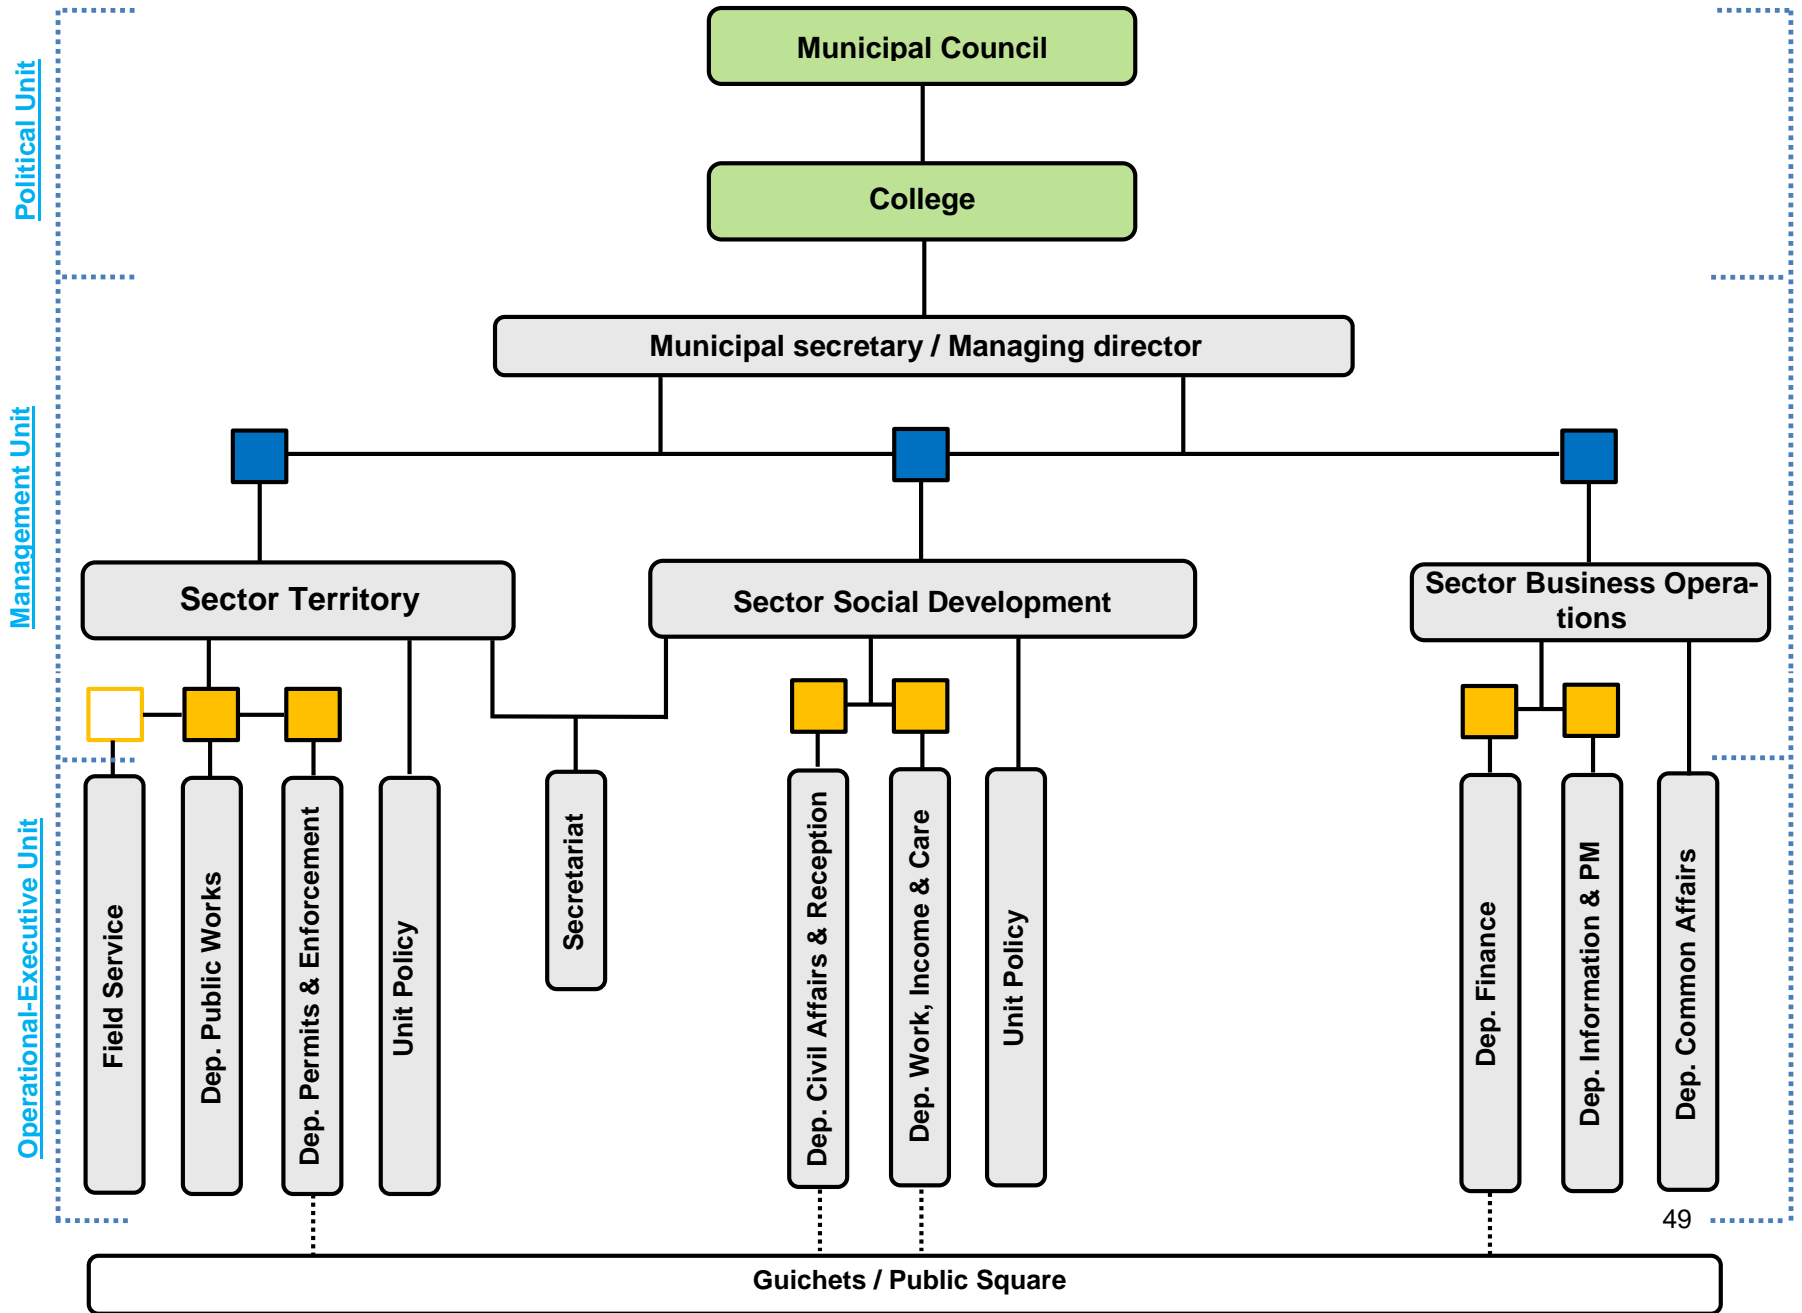 Political Unit
Management Unit
Operational-Executive Unit
Municipal Council
College
Municipal secretary / Managing director
Sector Territory
Sector Social Development
Sector Business Opera-
tions
Field Service
Dep. Public Works
Dep. Permits & Enforcement
Unit Policy
Secretariat
Dep. Civil Affairs & Reception
Dep. Work, Income & Care
Unit Policy
Dep. Finance
Dep. Information & PM
Dep. Common Affairs
49
Guichets / Public Square